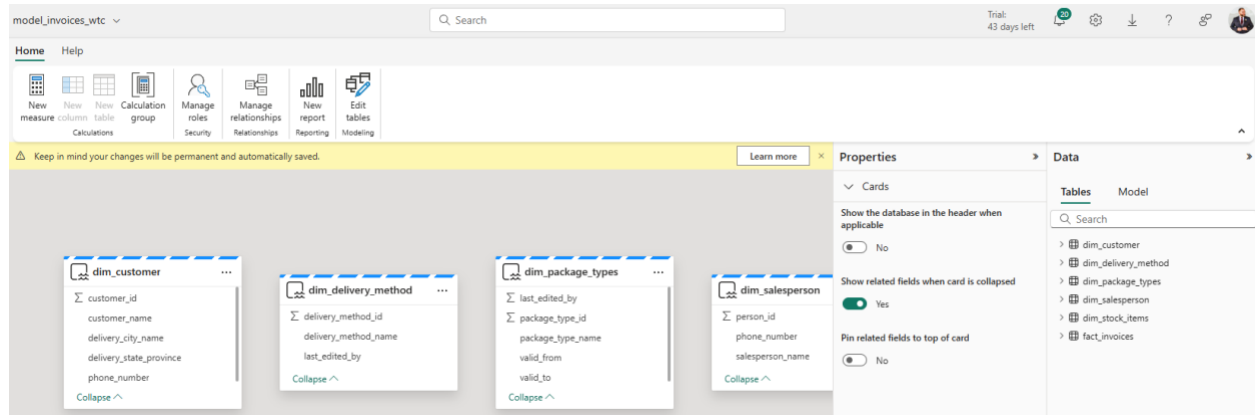 model_invoices_wtc
Search
Trial:
43 days left
20
?
Home Help
New measure
New column
New table
Calculation group
Manage roles
Manage relationships
New report
Edit tables
Calculations
Security
Relationships
Reporting
Modeling
Keep in mind your changes will be permanent and automatically saved.
Learn more
dim_customer
customer_id
customer_name
delivery_city_name
delivery_state_province
phone_number
Collapse
dim_delivery_method
delivery_method_id
delivery_method_name
last_edited_by
Collapse
dim_package_types
last_edited_by
package_type_id
package_type_name
valid_from
valid_to
Collapse
dim_salesperson
person_id
phone_number
salesperson_name
Collapse
Properties
Cards
Show the database in the header when
applicable
No
Show related fields when card is collapsed
Yes
Pin related fields to top of card
No
Data
Tables Model
Search
dim_customer
dim_delivery_method
dim_package_types
dim_salesperson
dim_stock_items
fact_invoices